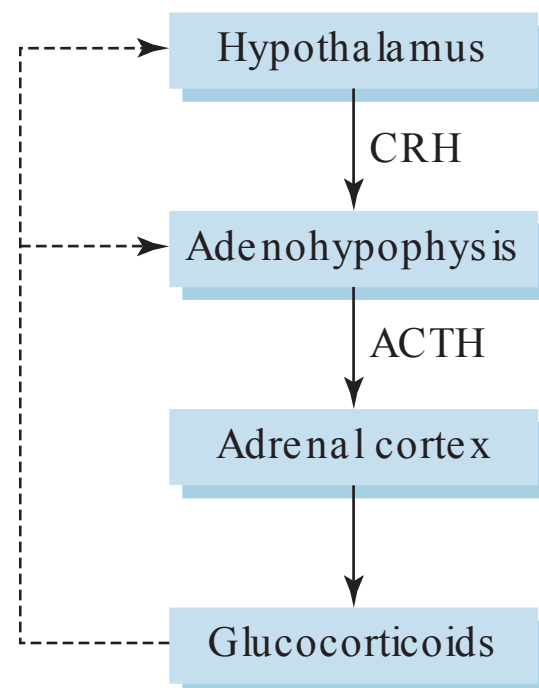 Hypothalamus
CRH
Adenohypophysis
ACTH
Adrenal cortex
Glucocorticoids